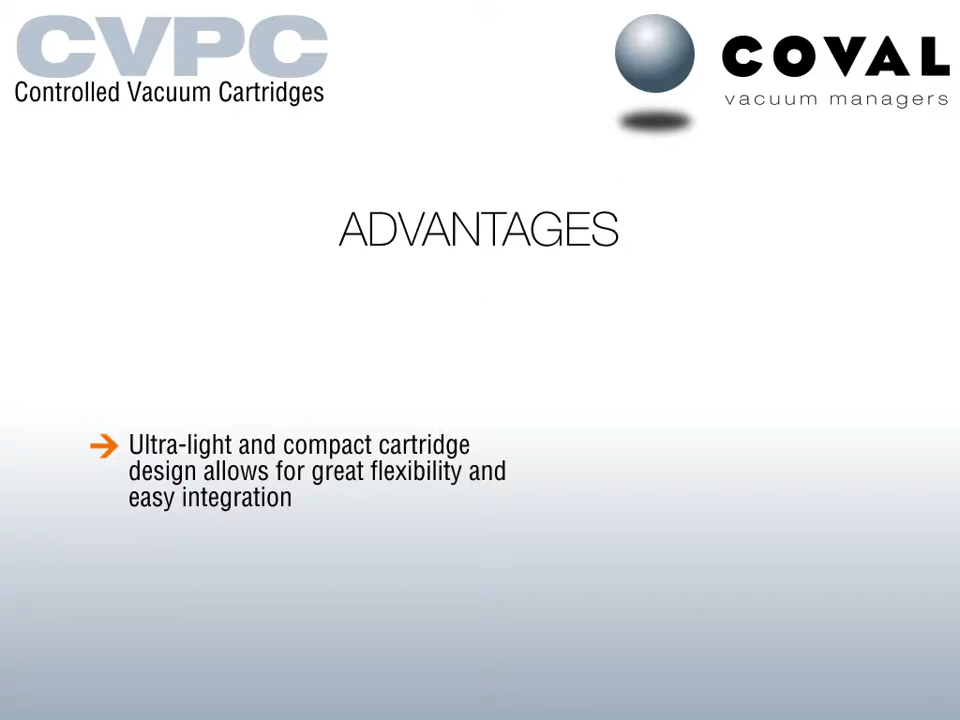 CVPC
Controlled Vacuum Cartridges
COVAL
vacuum managers
ADVANTAGES
Ultra-light and compact cartridge
design allows for great flexibility and
easy integration